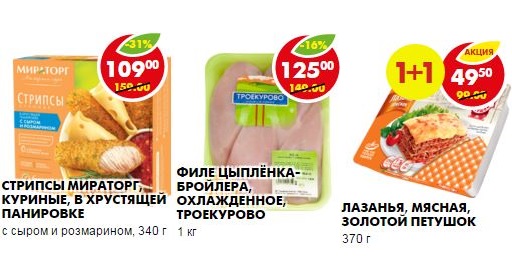 -31%
109 00
159.00
МИРАТОРГ
СТРИПСЫ
С СЫРОМ
И РОЗМАРИНОМ
СТРИПСЫ МИРАТОРГ,
КУРИНЫЕ, В ХРУСТЯЩЕЙ
ПАНИРОВКЕ
с сыром и розмарином, 340 г
-16%
125 00
149.00
ТРОЕКУРОВО
ФИЛЕ ЦЫПЛЁНКА-
БРОЙЛЕРА,
ОХЛАЖДЕННОЕ,
ТРОЕКУРОВО
1 кг
АКЦИЯ
1+1
49 50
99.00
ЛАЗАНЬЯ, МЯСНАЯ,
ЗОЛОТОЙ ПЕТУШОК
370 г